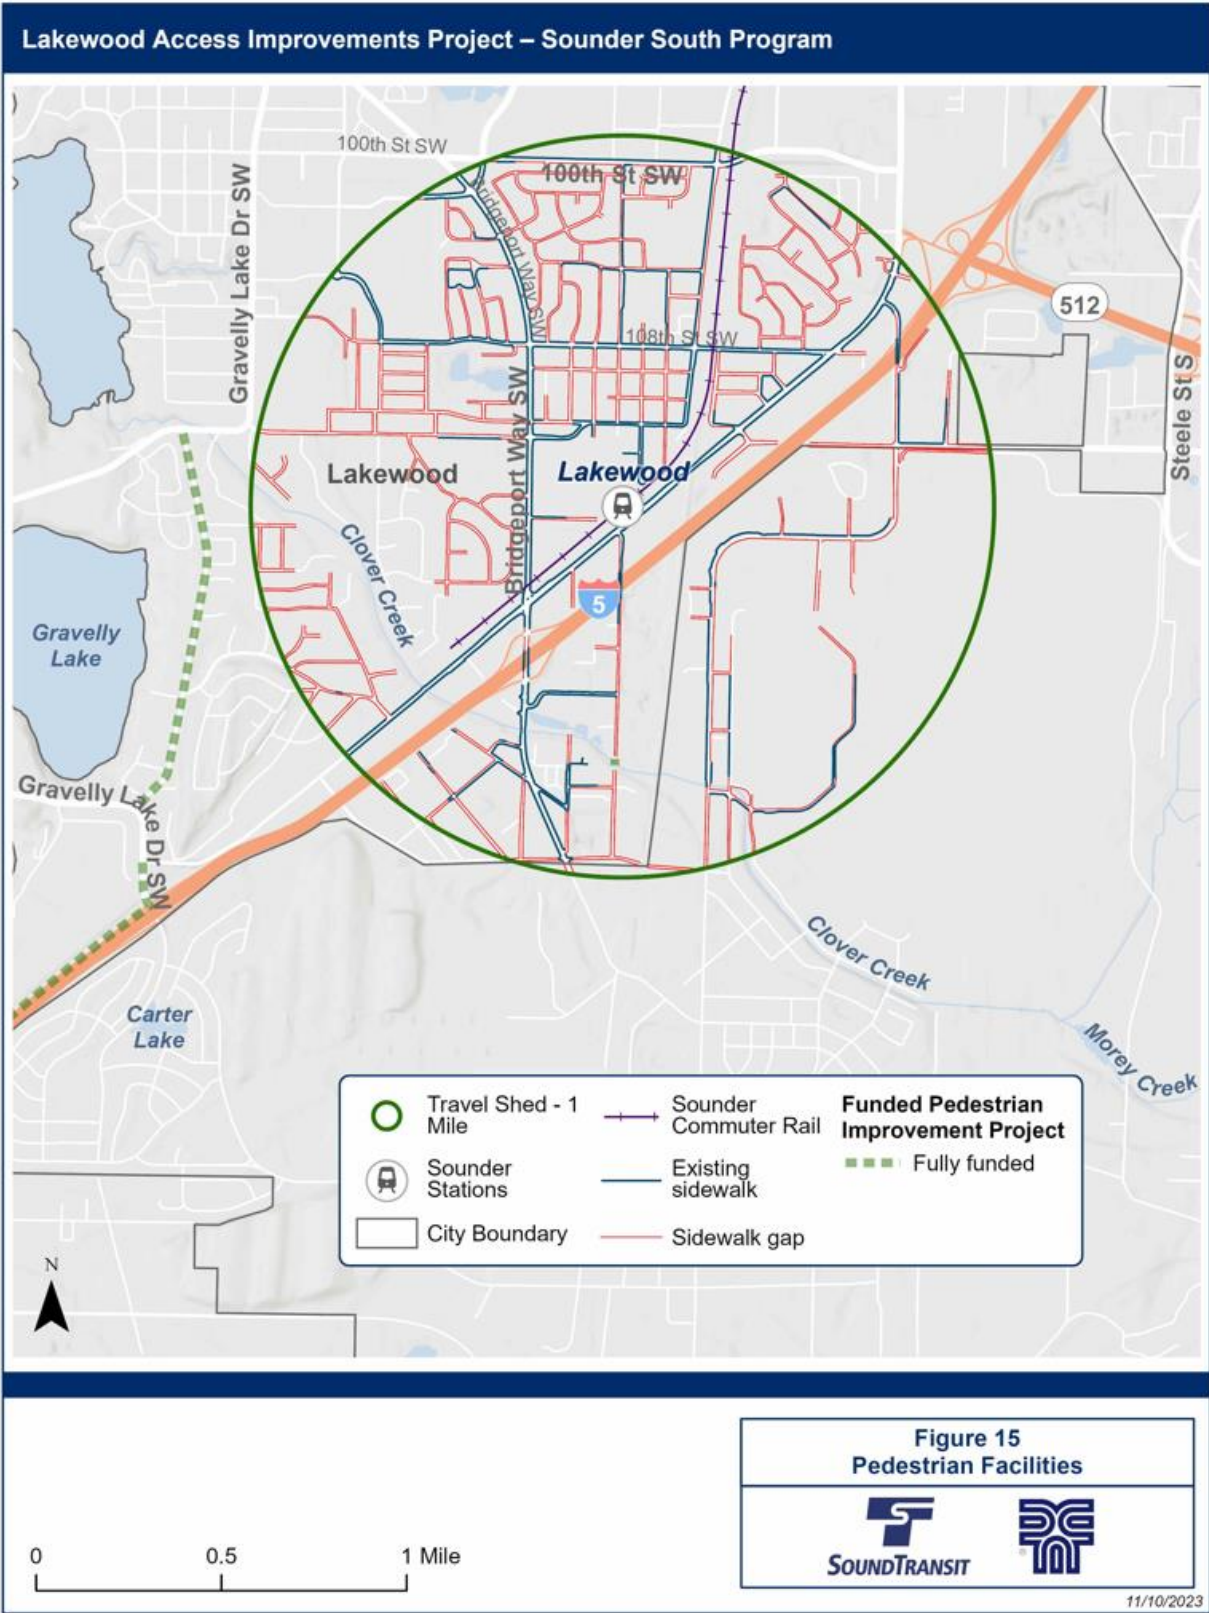 Lakewood Access Improvements Project – Sounder South Program
100th St SW
100th St SW
Gravelly Lake Dr SW
Bridgeport Way SW
512
108th St SW
Steele St S
Bridgeport Way SW
Lakewood
Lakewood
Clover Creek
5
Gravelly
Lake
Gravelly Lake Dr SW
Clover Creek
Carter
Lake
Morey Creek
Travel Shed - 1
Mile
Sounder
Stations
City Boundary
Sounder
Commuter Rail
Existing
sidewalk
Sidewalk gap
Funded Pedestrian
Improvement Project
Fully funded
N
Figure 15
Pedestrian Facilities
SOUNDTRANSIT
0 0.5 1 Mile
11/10/2023